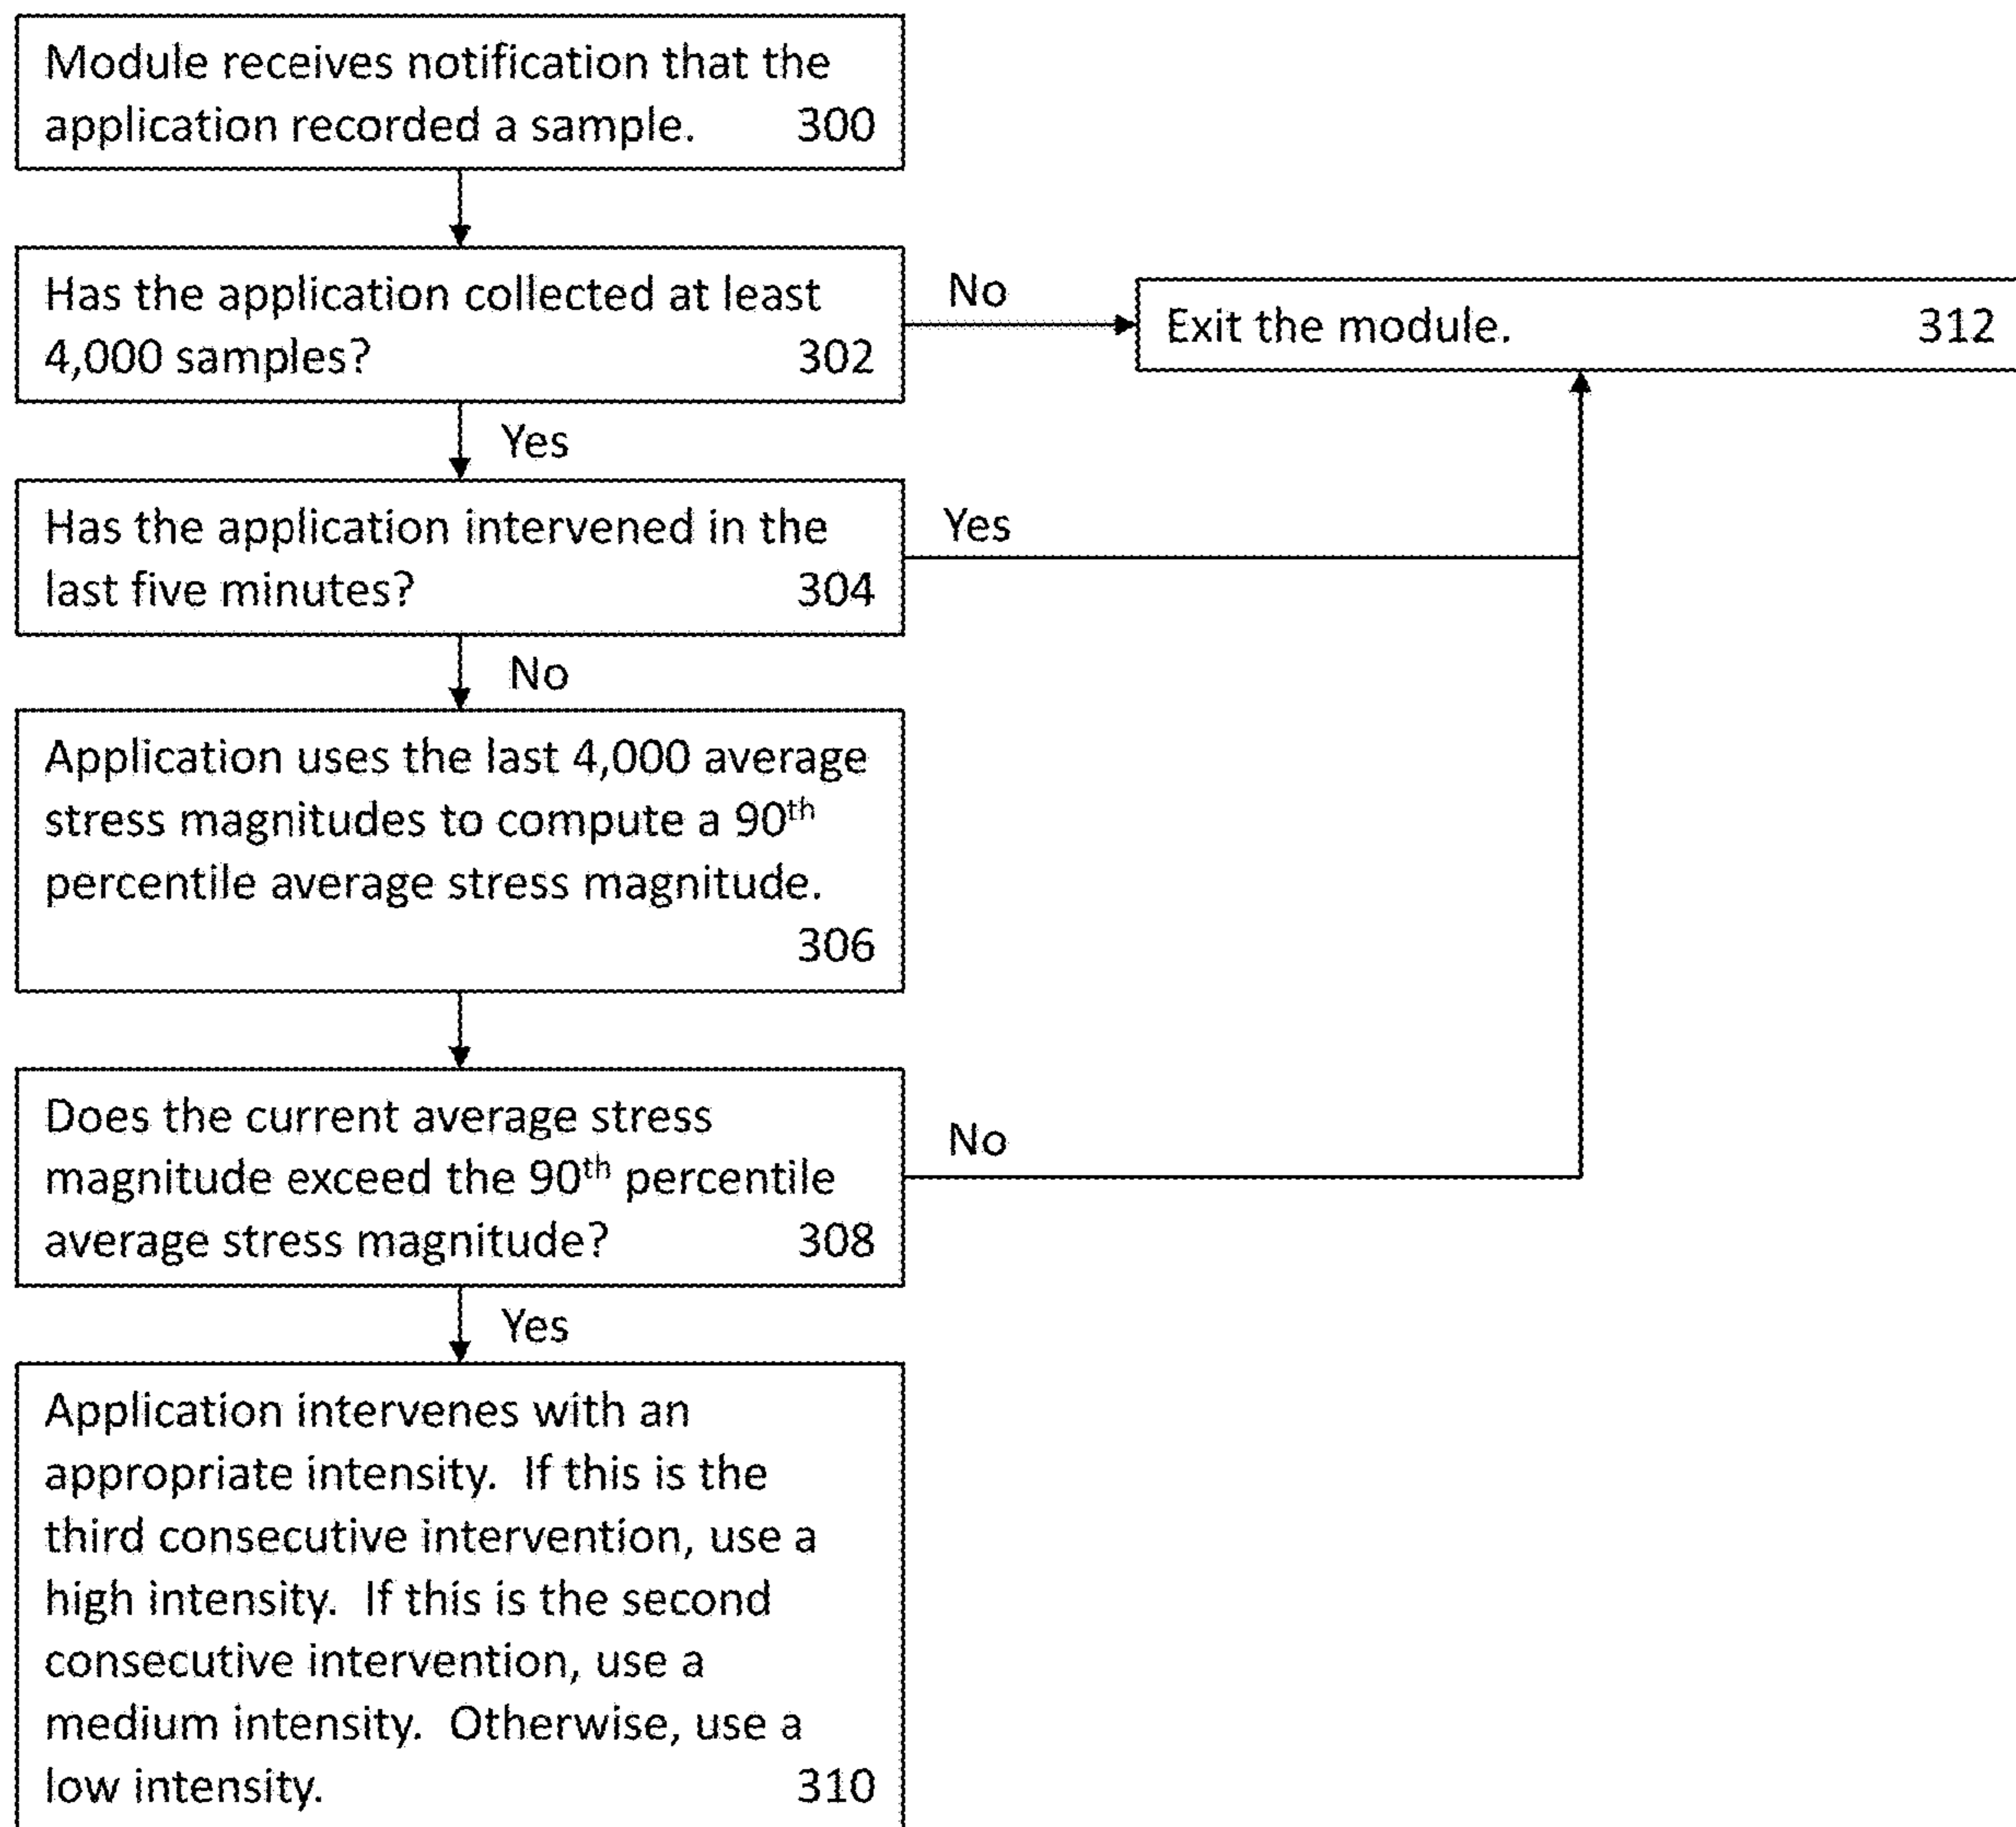 Module receives notification that the
application recorded a sample. 300
Has the application collected at least
4,000 samples? 302
No
Exit the module. 312
Yes
Has the application intervened in the
last five minutes? 304
Yes
No
Application uses the last 4,000 average
stress magnitudes to compute a 90th
percentile average stress magnitude.
306
Does the current average stress
magnitude exceed the 90th percentile
average stress magnitude? 308
No
Yes
Application intervenes with an
appropriate intensity. If this is the
third consecutive intervention, use a
high intensity. If this is the second
consecutive intervention, use a
medium intensity. Otherwise, use a
low intensity. 310